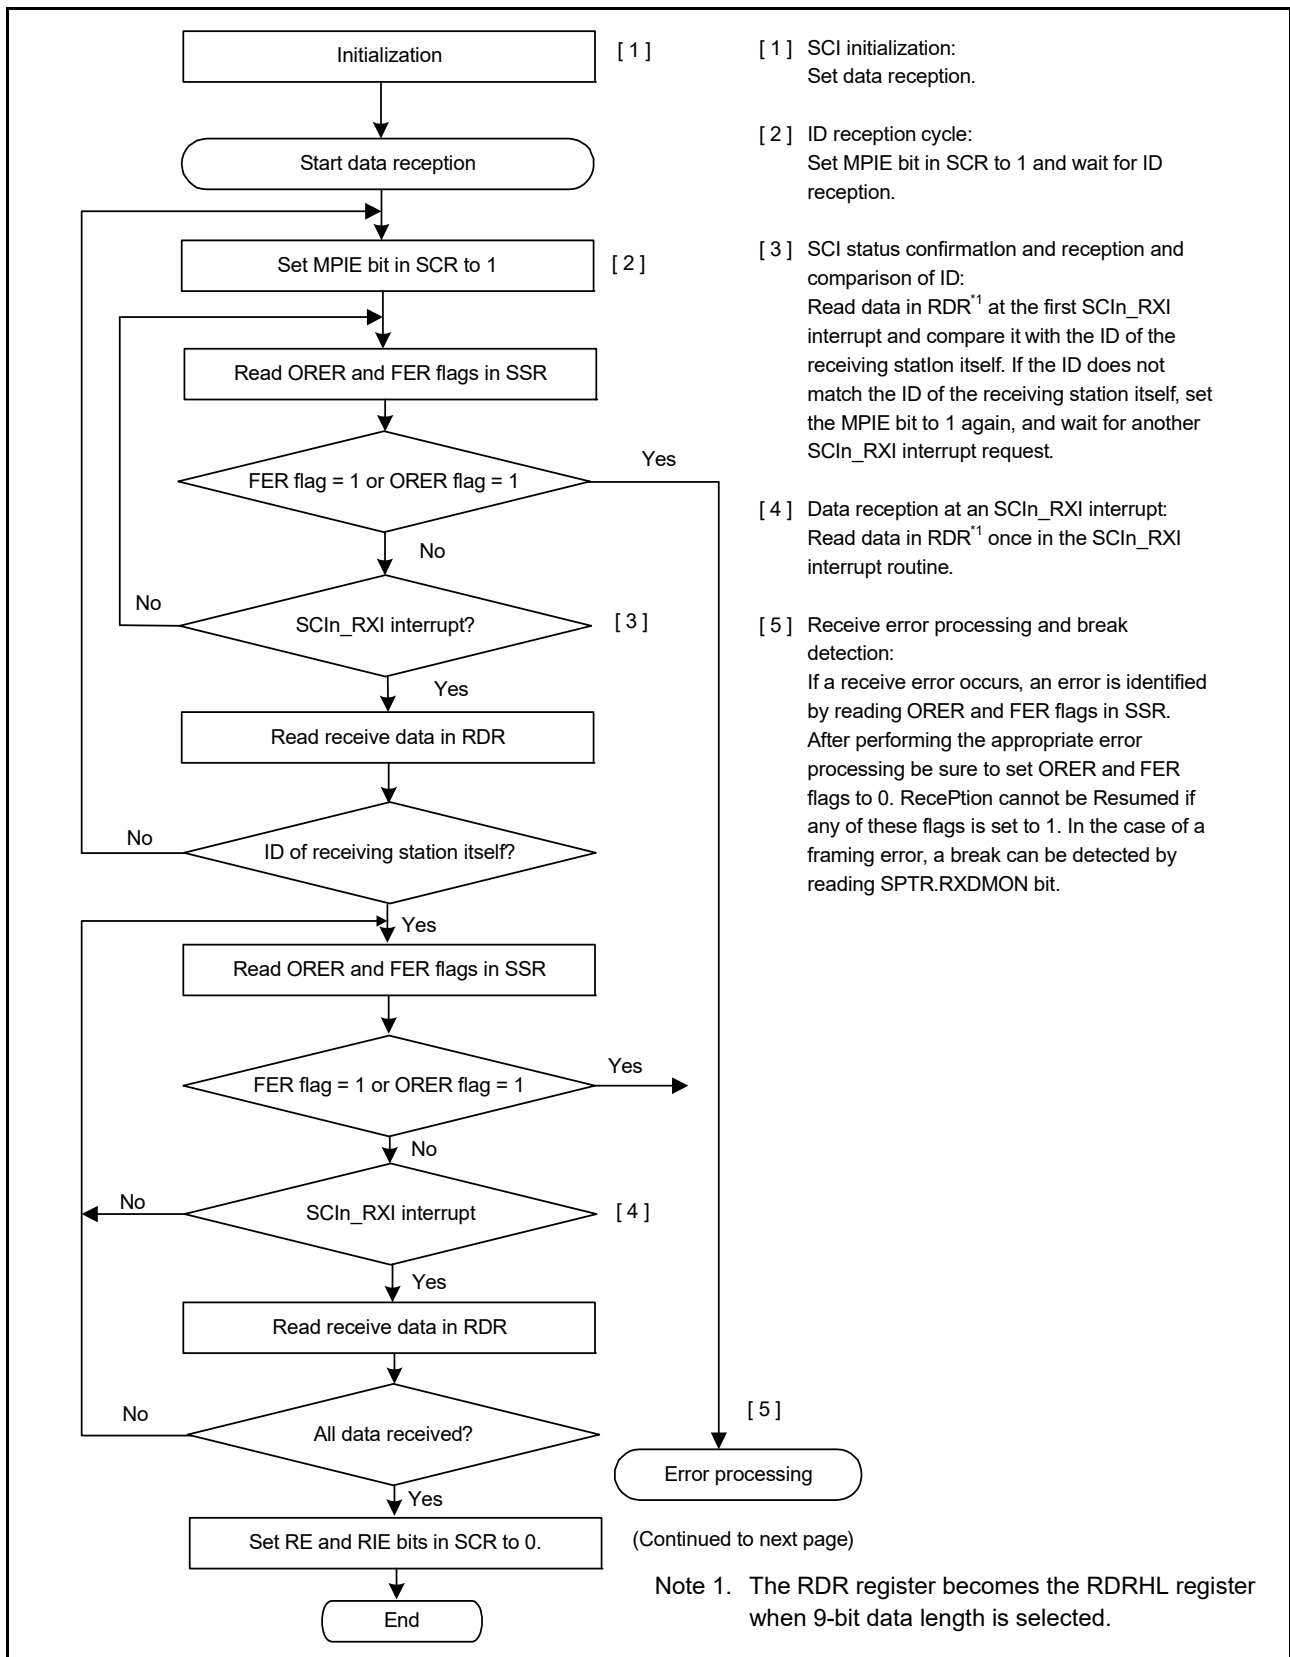 Initialization
[ 1 ]
Start data reception
Set MPIE bit in SCR to 1
[ 2 ]
Read ORER and FER flags in SSR
FER flag = 1 or ORER flag = 1
Yes
No
SCIn_RXI interrupt?
No
[ 3 ]
Yes
Read receive data in RDR
ID of receiving station itself?
No
Yes
Read ORER and FER flags in SSR
FER flag = 1 or ORER flag = 1
Yes
No
SCIn_RXI interrupt
No
[ 4 ]
Yes
Read receive data in RDR
All data received?
No
Yes
[ 5 ]
Error processing
Set RE and RIE bits in SCR to 0.
(Continued to next page)
End
[ 1 ] SCI initialization:
Set data reception.
[ 2 ] ID reception cycle:
Set MPIE bit in SCR to 1 and wait for ID
reception.
[ 3 ] SCI status confirmatIon and reception and
comparison of ID:
Read data in RDR*1 at the first SCIn_RXI
interrupt and compare it with the ID of the
receiving statIon itself. If the ID does not
match the ID of the receiving station itself, set
the MPIE bit to 1 again, and wait for another
SCIn_RXI interrupt request.
[ 4 ] Data reception at an SCIn_RXI interrupt:
Read data in RDR*1 once in the SCIn_RXI
interrupt routine.
[ 5 ] Receive error processing and break
detection:
If a receive error occurs, an error is identified
by reading ORER and FER flags in SSR.
After performing the appropriate error
processing be sure to set ORER and FER
flags to 0. RecePtion cannot be Resumed if
any of these flags is set to 1. In the case of a
framing error, a break can be detected by
reading SPTR.RXDMON bit.
Note 1. The RDR register becomes the RDRHL register
when 9-bit data length is selected.